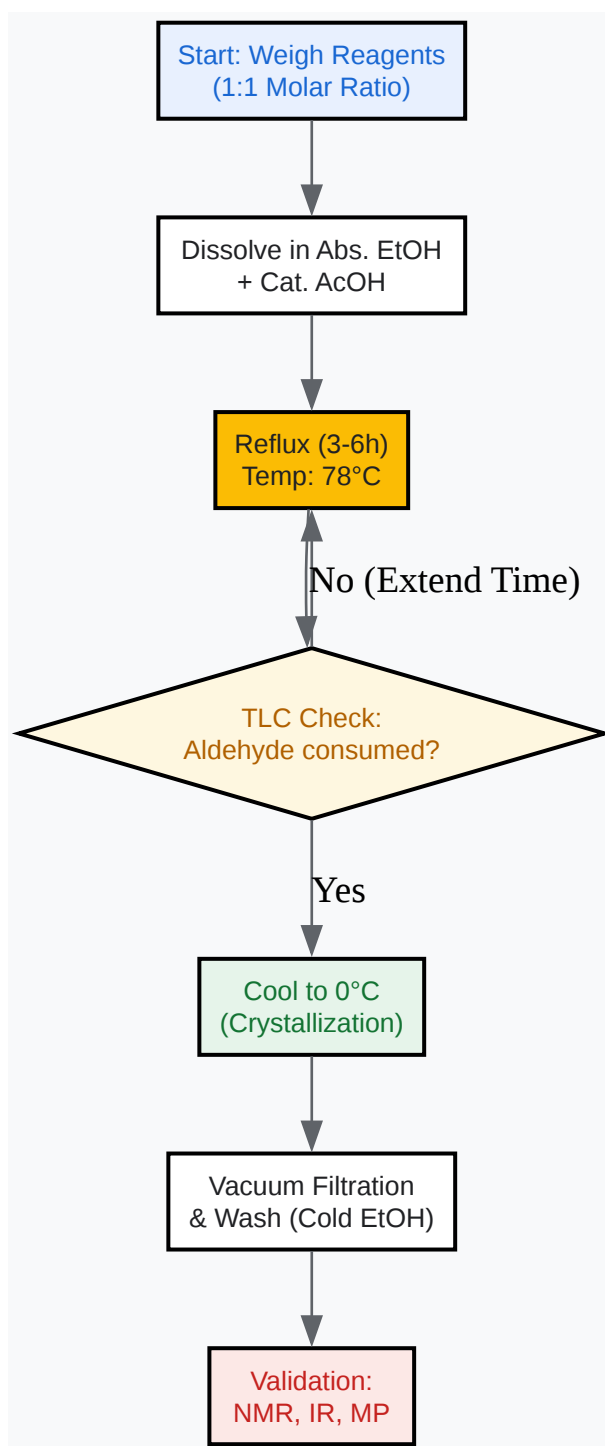 Start: Weigh Reagents
(1:1 Molar Ratio)
Dissolve in Abs. EtOH
+ Cat. AcOH
Reflux (3-6h)
Temp: 78°C
No (Extend Time)
TLC Check:
Aldehyde consumed?
Yes
Cool to 0°C
(Crystallization)
Vacuum Filtration
& Wash (Cold EtOH)
Validation:
NMR, IR, MP